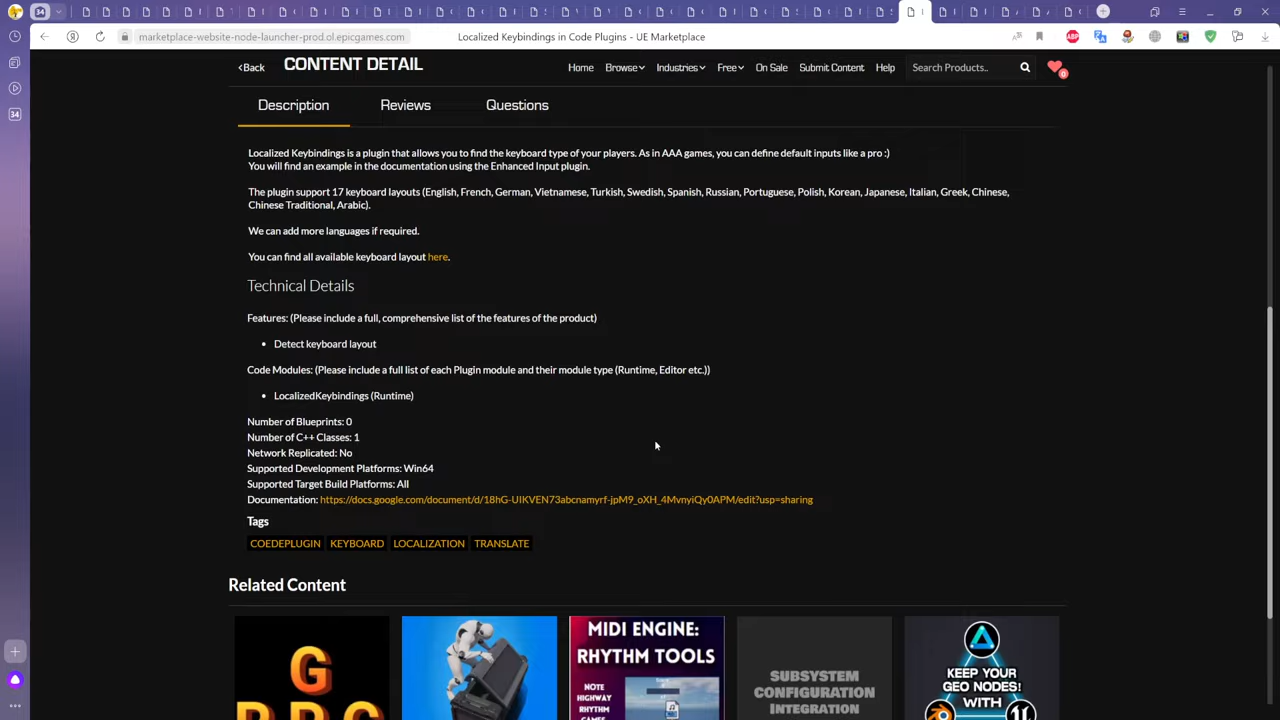 34
marketplace-website-node-launcher-prod.ol.epicgames.com
Localized Keybindings in Code Plugins - UE Marketplace
ABP
34
‹Back
CONTENT DETAIL
Home
Browse
Industries
Free
On Sale
Submit Content
Help
Search Products..
0
Description
Reviews
Questions
Localized Keybindings is a plugin that allows you to find the keyboard type of your players. As in AAA games, you can define default inputs like a pro :)
You will find an example in the documentation using the Enhanced Input plugin.
The plugin support 17 keyboard layouts (English, French, German, Vietnamese, Turkish, Swedish, Spanish, Russian, Portuguese, Polish, Korean, Japanese, Italian, Greek, Chinese,
Chinese Traditional, Arabic).
We can add more languages if required.
You can find all available keyboard layout here.
Technical Details
Features: (Please include a full, comprehensive list of the features of the product)
• Detect keyboard layout
Code Modules: (Please include a full list of each Plugin module and their module type (Runtime, Editor etc.))
• LocalizedKeybindings (Runtime)
Number of Blueprints: 0
Number of C++ Classes: 1
Network Replicated: No
Supported Development Platforms: Win64
Supported Target Build Platforms: All
Documentation: https://docs.google.com/document/d/18hG-UIKVEN73abcnamyrf-jpM9_oXH_4MvnyiQy0APM/edit?usp=sharing
Tags
COEDEPLUGIN
KEYBOARD
LOCALIZATION
TRANSLATE
Related Content
G
MIDI ENGINE:
RHYTHM TOOLS
NOTE
HIGHWAY
RHYTHM
SUBSYSTEM
CONFIGURATION
INTEGRATION
KEEP YOUR
GEO NODES!
WITH